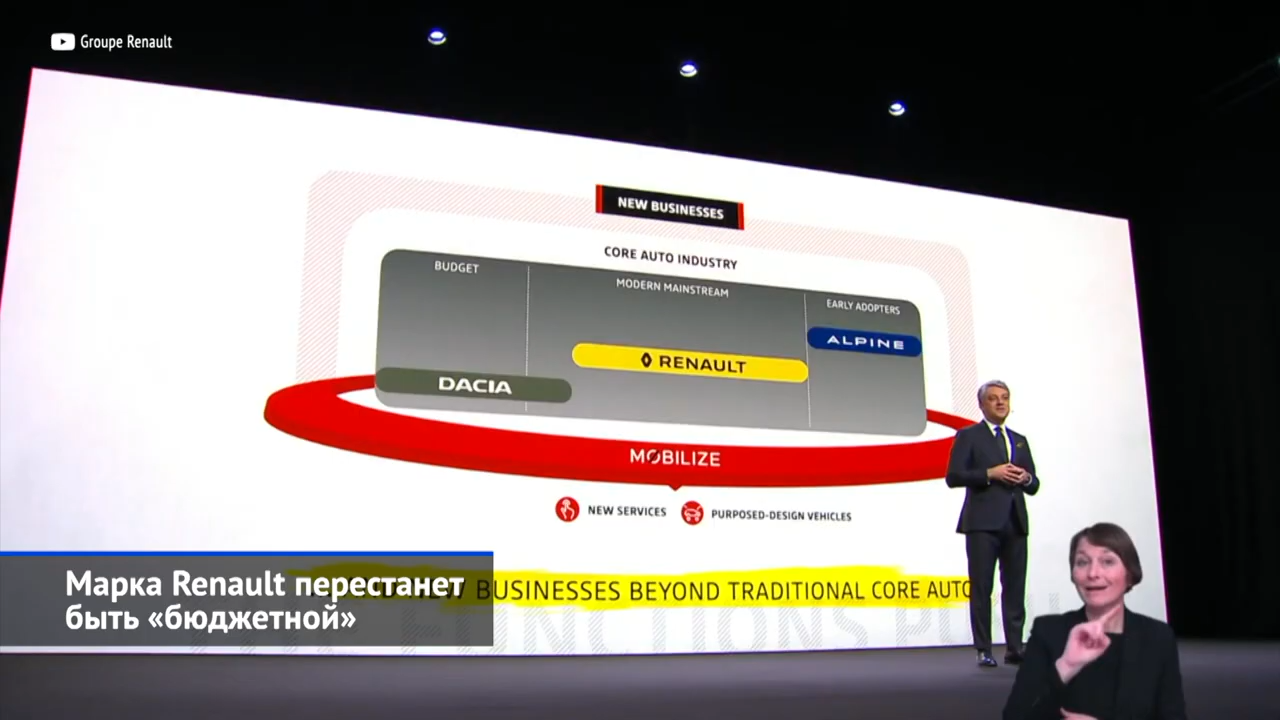 Groupe Renault
NEW BUSINESSES
CORE AUTO INDUSTRY
BUDGET
MODERN MAINSTREAM
EARLY ADOPTERS
ALPINE
RENAULT
DACIA
MOBILIZE
NEW SERVICES
PURPOSED-DESIGN VEHICLES
BUSINESSES BEYOND TRADITIONAL CORE AUTO
Марка Renault перестанет
быть «бюджетной»